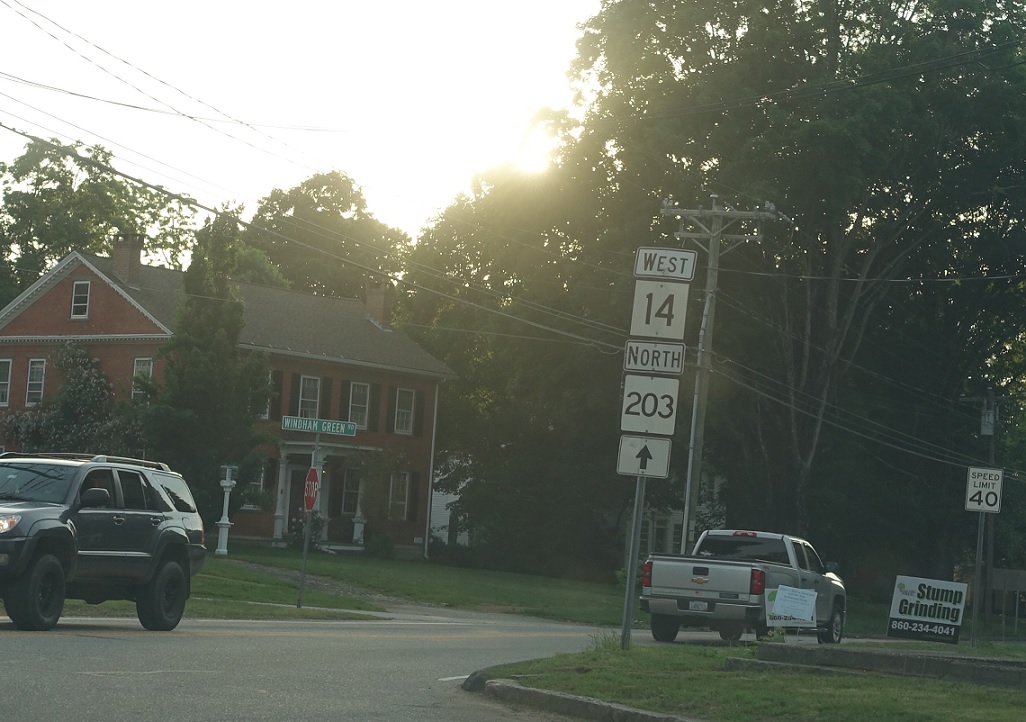 WEST
14
NORTH
203
WINDHAM GREEN RD
STOP
SPEED
LIMIT
40
Stump
Grinding
860-234-4041